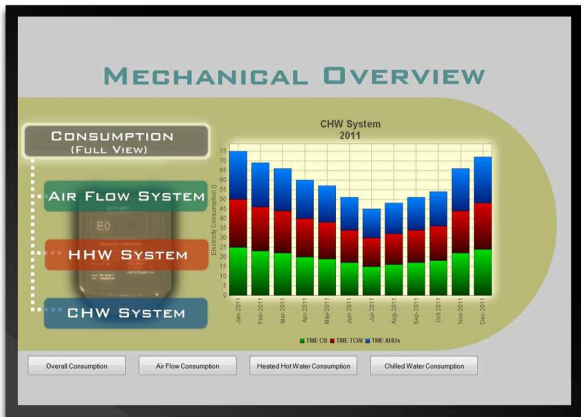 MECHANICAL OVERVIEW
CONSUMPTION
(FULL VIEW)
AIR FLOW SYSTEM
E0
HHW SYSTEM
CHW SYSTEM
CHW System
2011
Electricity Consumption ()
75
70
65
60
55
50
45
40
35
30
25
20
15
10
5
0
Jan-2011
Feb-2011
Mar-2011
Apr-2011
May-2011
Jun-2011
Jul-2011
Aug-2011
Sep-2011
Oct-2011
Nov-2011
Dec-2011
TME CB TME TCW TME AHUs
Overall Consumption
Air Flow Consumption
Heated Hot Water Consumption
Chilled Water Consumption